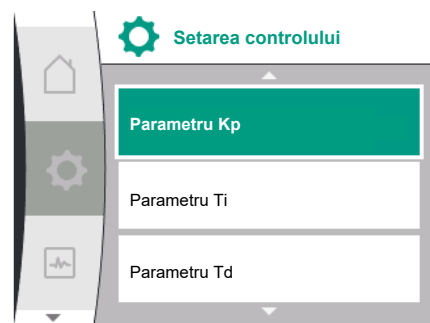 Setarea controlului
Parametru Kp
Parametru Ti
Parametru Td